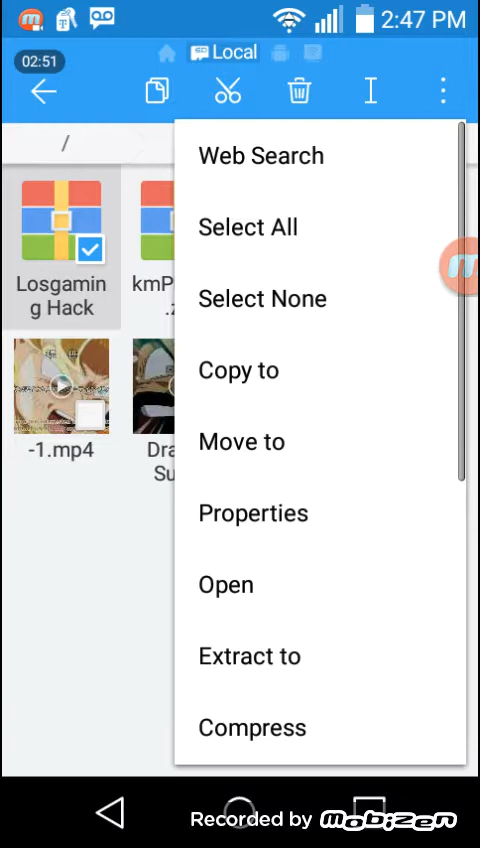 2:47 PM
02:51
Local
/
Web Search
Select All
Select None
Copy to
Move to
Properties
Open
Extract to
Compress
Losgamin
g Hack
kmP
.z
-1.mp4
Dra
Su
Recorded by Mobizen